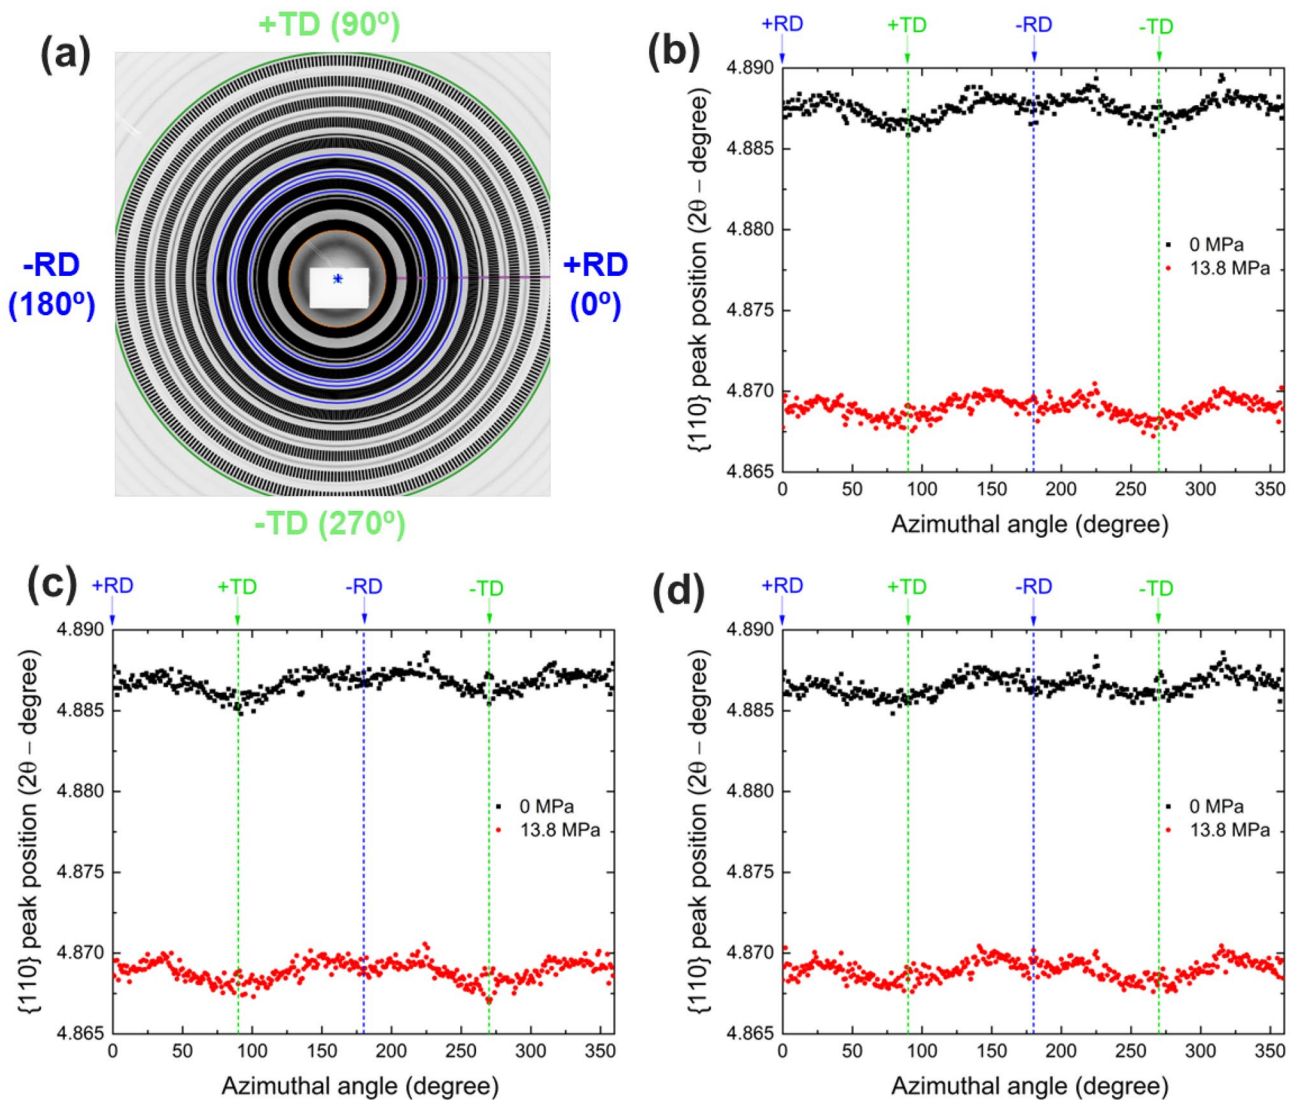 (a)
+TD (90º)
-RD
(180º)
+RD
(0º)
-TD (270º)
(b)
+RD +TD -RD -TD
4.890
4.885
4.880
4.875
4.870
4.865
{110} peak position (2θ – degree)
0 MPa
13.8 MPa
0 50 100 150 200 250 300 350
Azimuthal angle (degree)
(c)
+RD +TD -RD -TD
4.890
4.885
4.880
4.875
4.870
4.865
{110} peak position (2θ – degree)
0 MPa
13.8 MPa
0 50 100 150 200 250 300 350
Azimuthal angle (degree)
(d)
+RD +TD -RD -TD
4.890
4.885
4.880
4.875
4.870
4.865
{110} peak position (2θ – degree)
0 MPa
13.8 MPa
0 50 100 150 200 250 300 350
Azimuthal angle (degree)